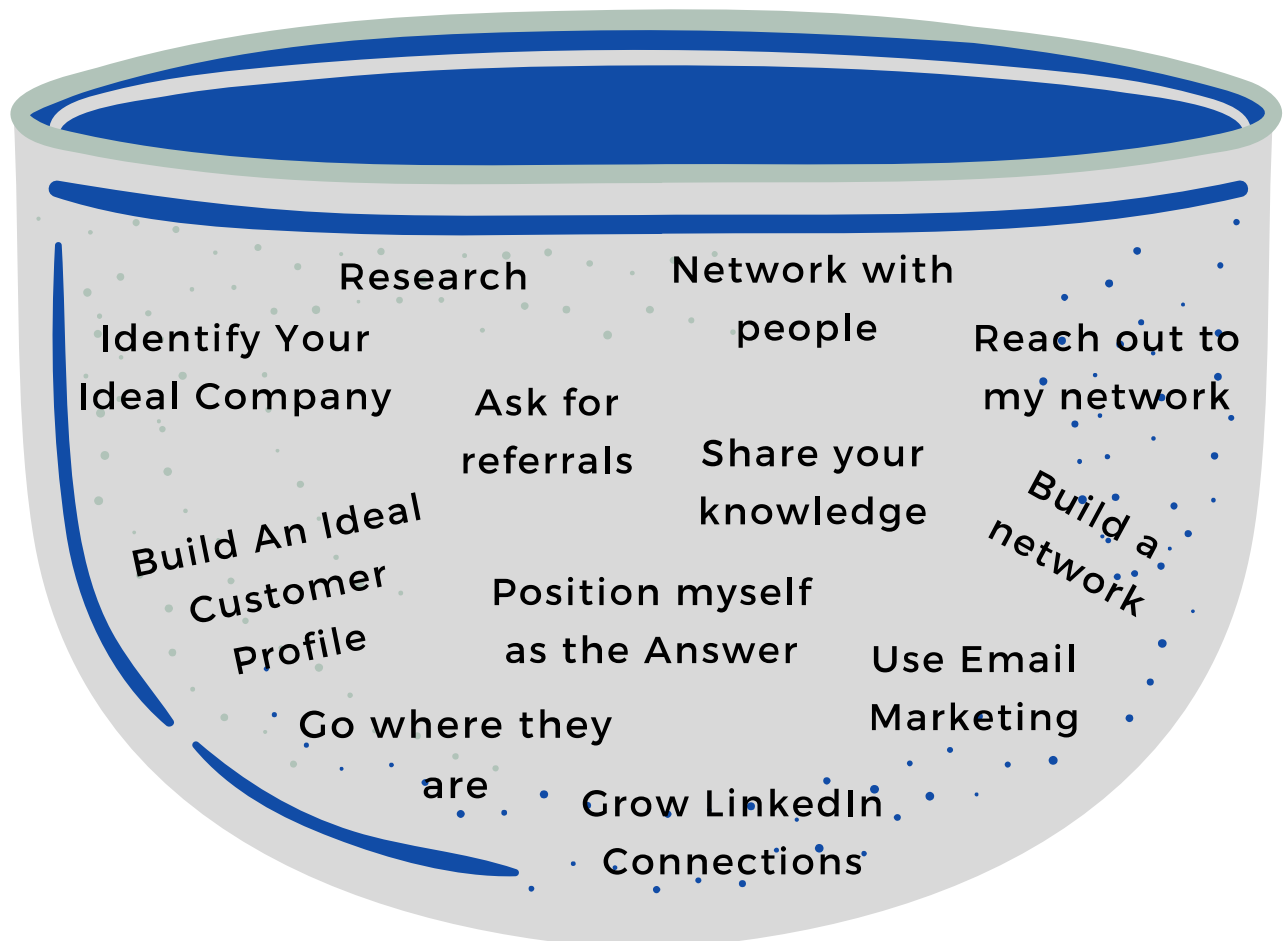 Research
Network with
people
Identify Your
Ideal Company
Reach out to
my network
Ask for
referrals
Share your
knowledge
Build a
network
Build An Ideal
Customer
Profile
Position myself
as the Answer
Use Email
Marketing
Go where they
are
Grow LinkedIn
Connections